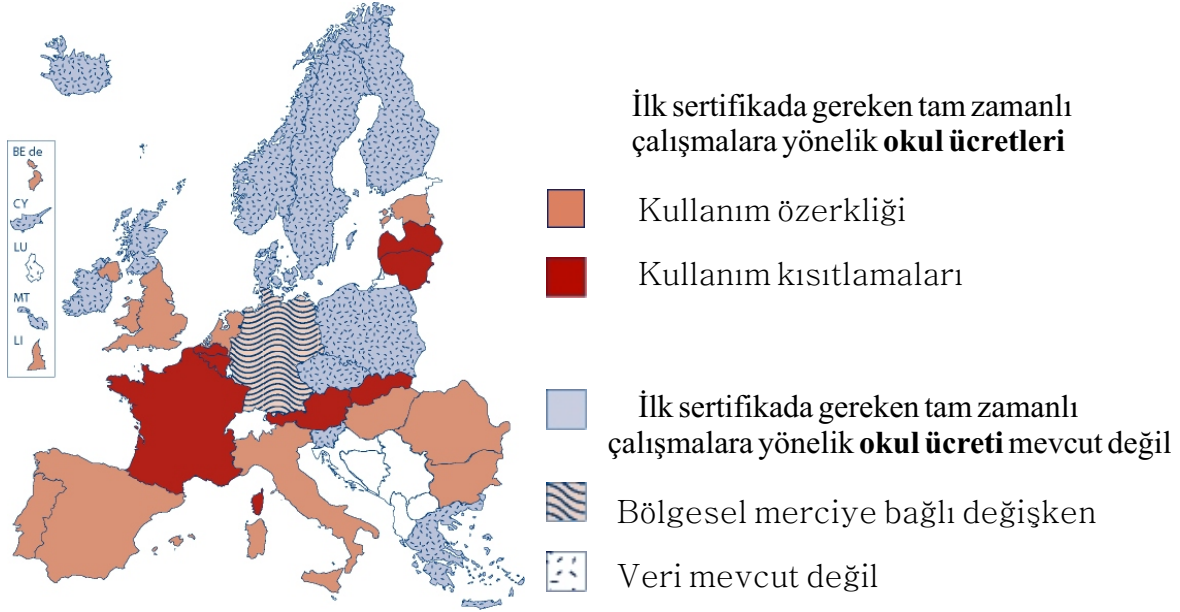 BE de
CY
LU
MT
LI
İlk sertifikada gereken tam zamanlı
çalışmalara yönelik okul ücretleri
Kullanım özerkliği
Kullanım kısıtlamaları
İlk sertifikada gereken tam zamanlı
çalışmalara yönelik okul ücreti mevcut değil
Bölgesel merciye bağlı değişken
Veri mevcut değil